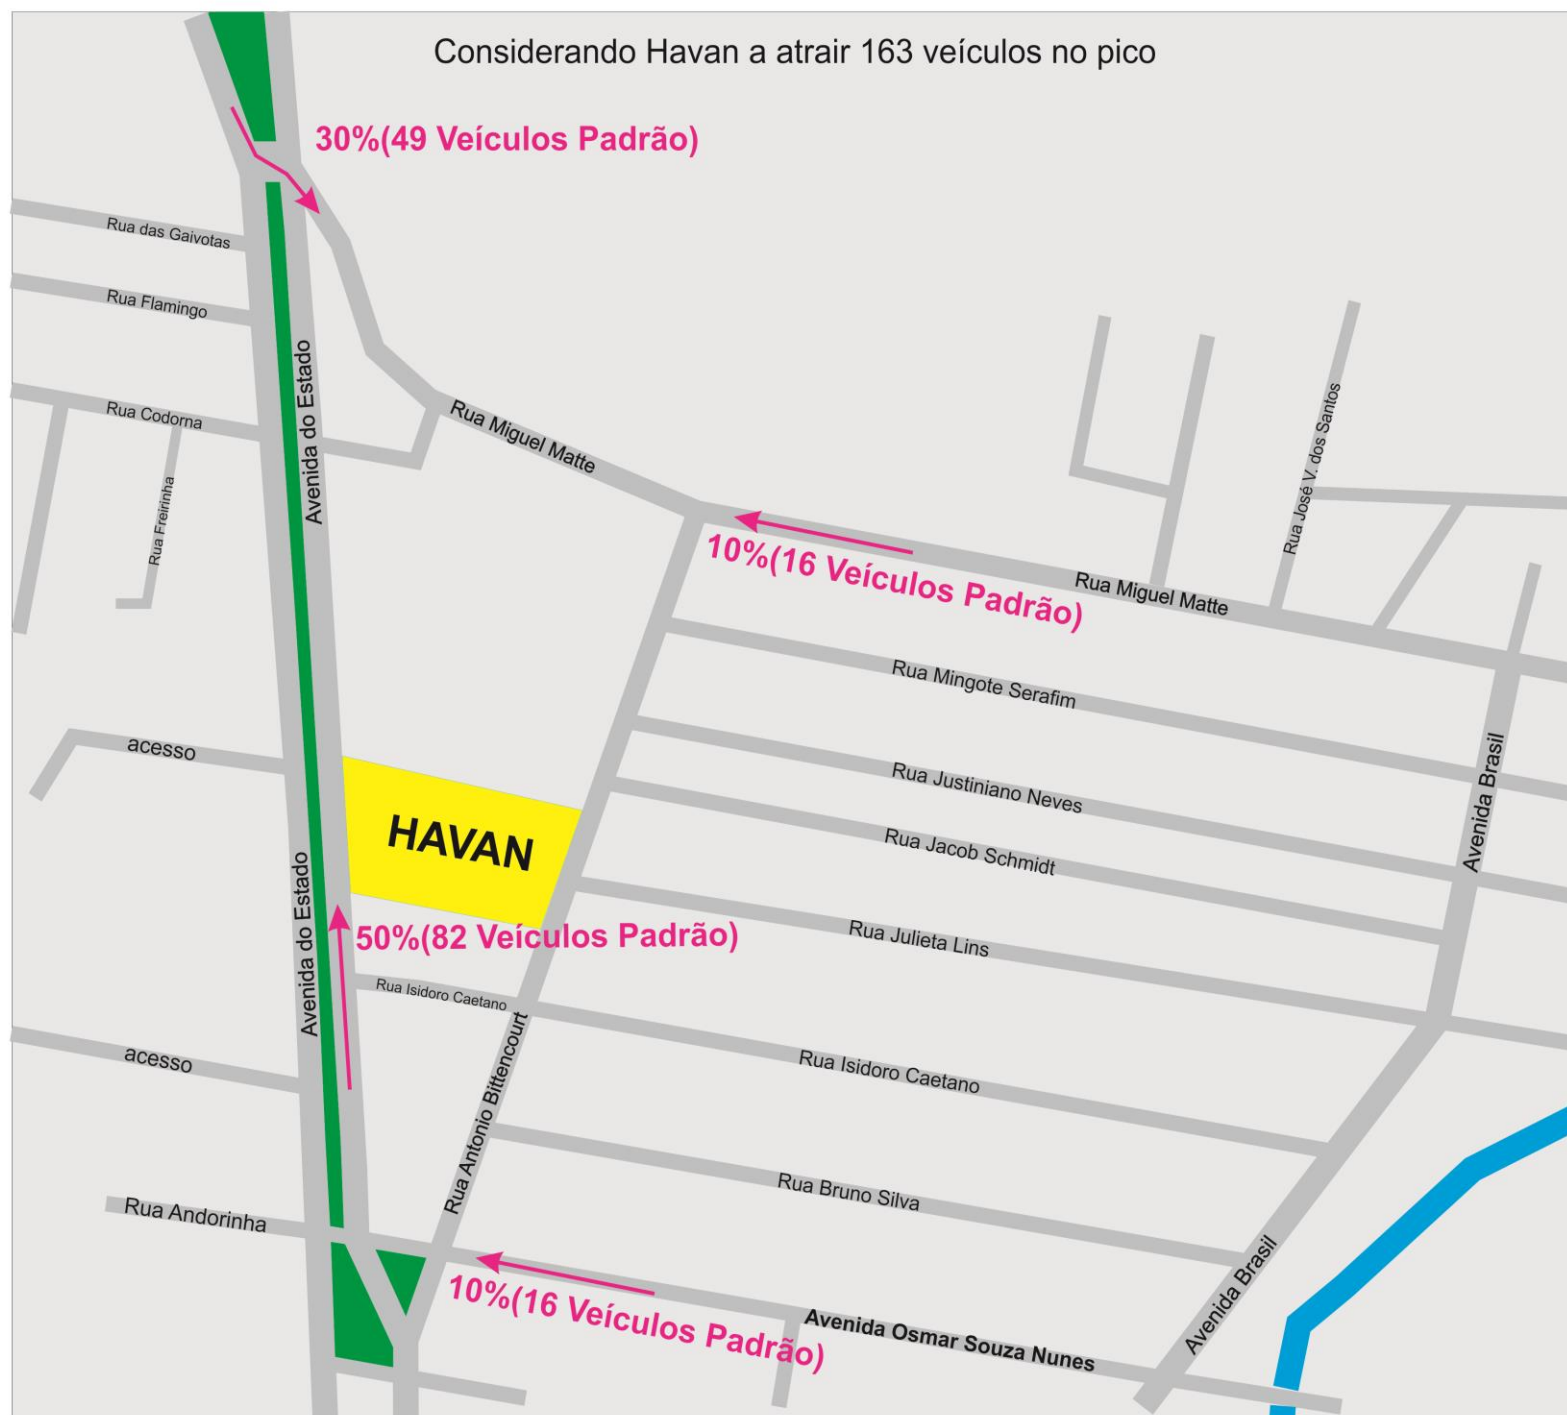 Considerando Havan a atrair 163 veículos no pico
30%(49 Veículos Padrão)
Rua das Gaivotas
Rua Flamingo
Avenida do Estado
Rua Codorna
Rua Miguel Matte
Rua José V. dos Santos
Rua Freirinha
10%(16 Veículos Padrão)
Rua Miguel Matte
Rua Mingote Serafim
acesso
Rua Justiniano Neves
Avenida Brasil
HAVAN
Rua Jacob Schmidt
Avenida do Estado
50%(82 Veículos Padrão)
Rua Julieta Lins
Rua Isidoro Caetano
acesso
Rua Isidoro Caetano
Rua Antonio Bittencourt
Rua Bruno Silva
Rua Andorinha
10%(16 Veículos Padrão)
Avenida Brasil
Avenida Osmar Souza Nunes